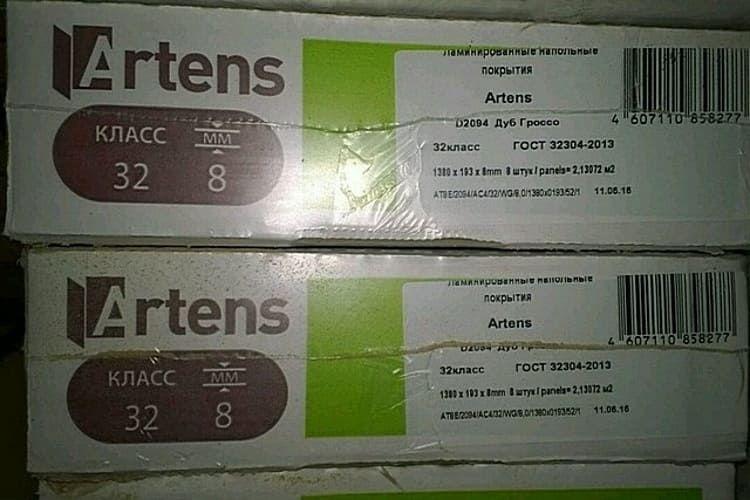 Artens
КЛАСС
ММ
32
8
Ламинированные напольные
покрытия
Artens
D2094 Дуб Гроссо
32класс ГОСТ 32304-2013
1380 x 193 x 8mm 8 штук / panels= 2,13072 м2
AT8E/2094/AC4/32/WG/8,0/1380x0193/52/1 11.06.16
4 607110 858277
Artens
КЛАСС
ММ
32
8
Ламинированные напольные
покрытия
Artens
D2094 Дуб
32класс ГОСТ 32304-2013
1380 x 193 x 8mm 8 штук / panels= 2,13072 м2
AT8E/2094/AC4/32/WG/8,0/1380x0193/52/1 11.06.16
4 607110 858277